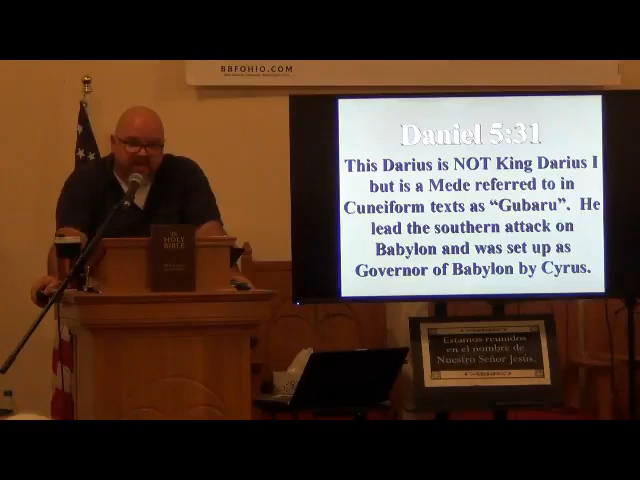 BBFOHIO.COM
Daniel 5:31
This Darius is NOT King Darius I
but is a Mede referred to in
Cuneiform texts as “Gubaru”. He
lead the southern attack on
Babylon and was set up as
Governor of Babylon by Cyrus.
HOLY
BIBLE
Estamos reunidos
en el nombre de
Nuestro Señor Jesús.